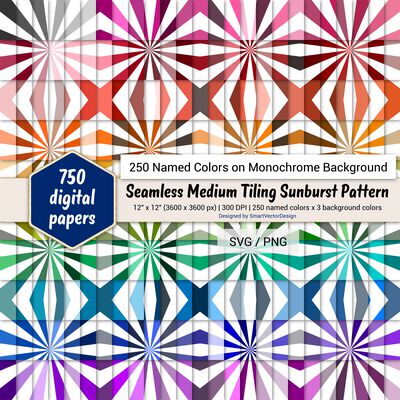 750
digital
papers
250 Named Colors on Monochrome Background
Seamless Medium Tiling Sunburst Pattern
12" x 12" (3600 x 3600 px) | 300 DPI | 250 named colors x 3 background colors
Designed by SmartVectorDesign
SVG / PNG